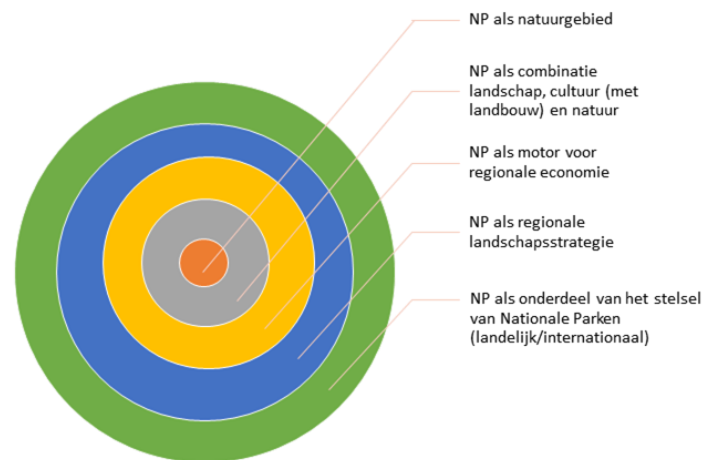 NP als natuurgebied
NP als combinatie
landschap, cultuur (met
landbouw) en natuur
NP als motor voor
regionale economie
NP als regionale
landschapsstrategie
NP als onderdeel van het stelsel
van Nationale Parken
(landelijk/internationaal)